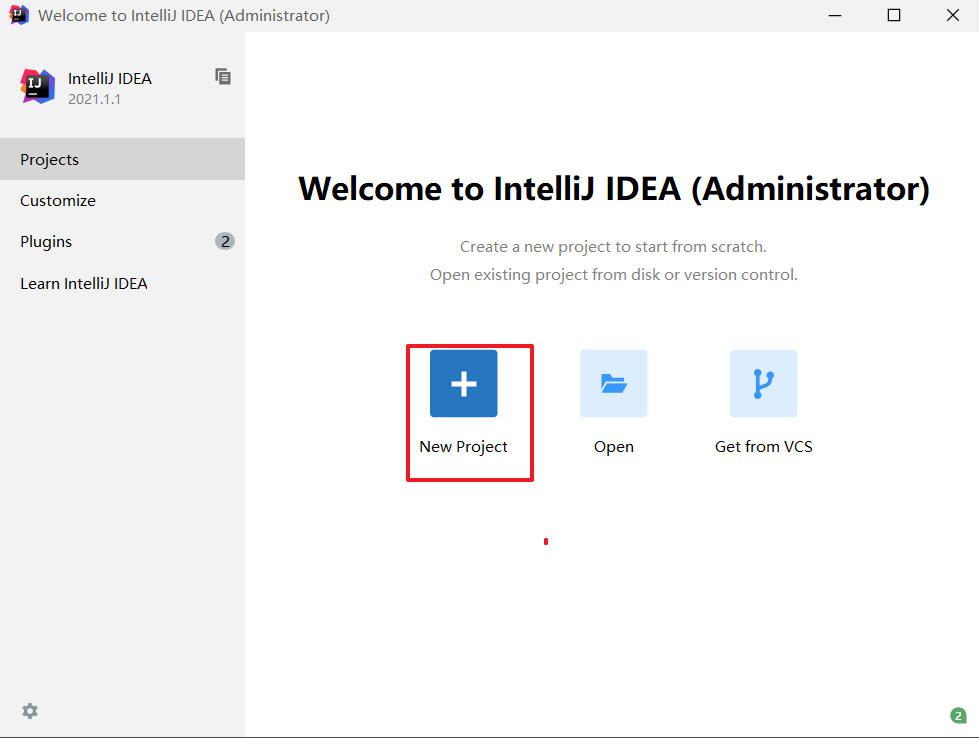 Welcome to IntelliJ IDEA (Administrator)
IJ
IntelliJ IDEA
2021.1.1
Projects
Customize
Plugins 2
Learn IntelliJ IDEA
Welcome to IntelliJ IDEA (Administrator)
Create a new project to start from scratch.
Open existing project from disk or version control.
New Project
Open
Get from VCS
2